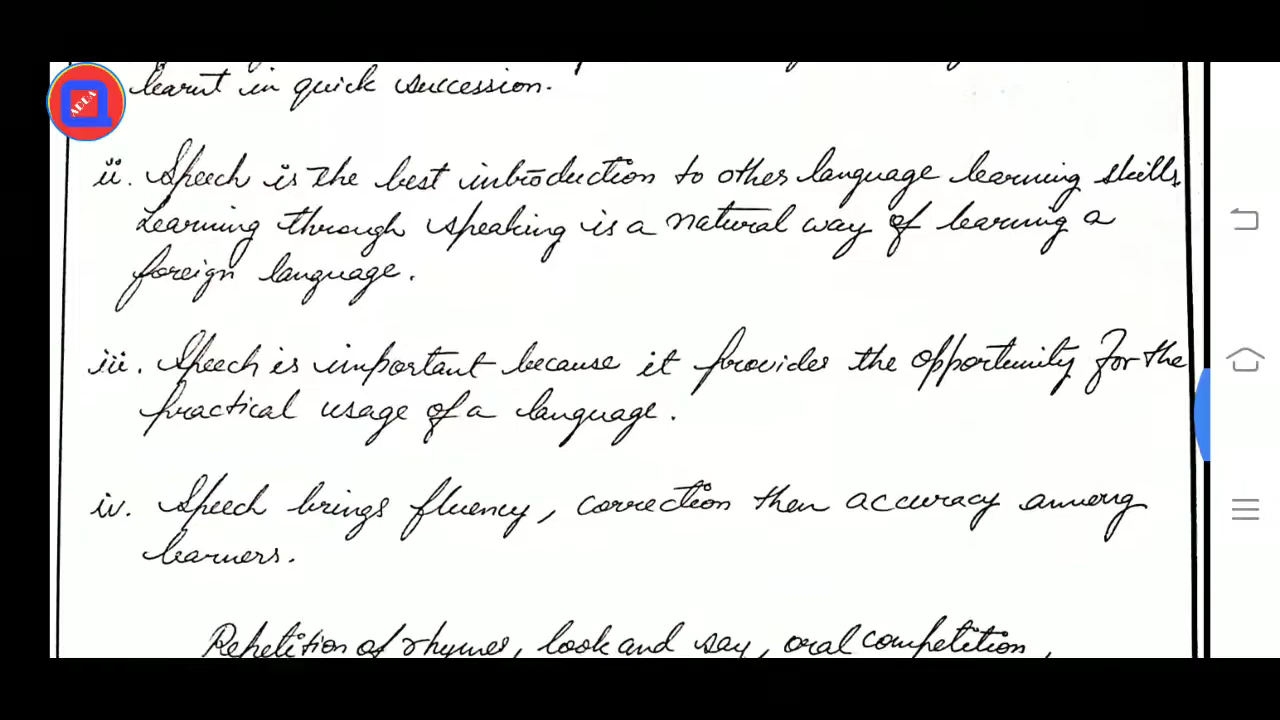 learnt in quick succession.
ADDA
ii. Speech is the best introduction to other language learning skills.
Learning through speaking is a natural way of learning a
foreign language.
iii. Speech is important because it provides the opportunity for the
practical usage of a language.
iv. Speech brings fluency, correction then accuracy among
learners.
Repetition of rhymes, look and say, oral competition,